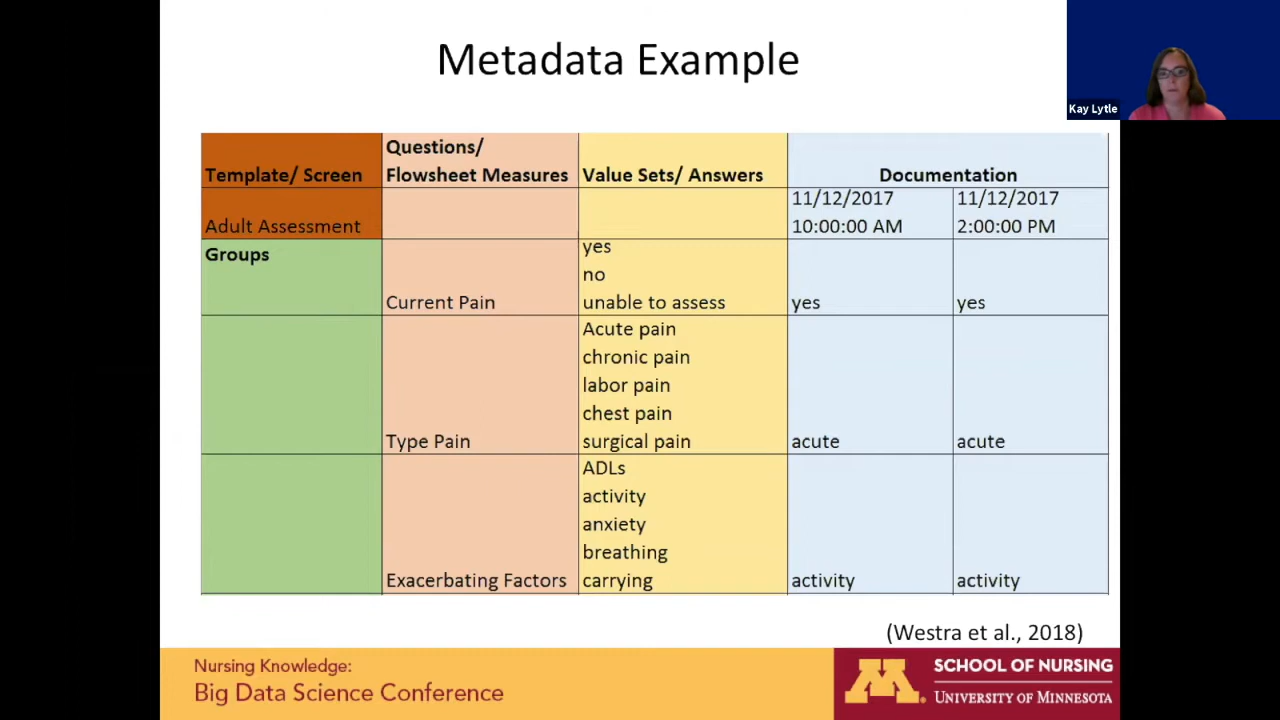 Metadata Example
Kay Lytle
Questions/
Template/ Screen Flowsheet Measures Value Sets/ Answers Documentation
11/12/2017 11/12/2017
Adult Assessment 10:00:00 AM 2:00:00 PM
Groups
yes
no
Current Pain unable to assess yes yes
Acute pain
chronic pain
labor pain
chest pain
Type Pain surgical pain acute acute
ADLs
activity
anxiety
breathing
Exacerbating Factors carrying activity activity
(Westra et al., 2018)
Nursing Knowledge:
Big Data Science Conference
M
SCHOOL OF NURSING
UNIVERSITY OF MINNESOTA